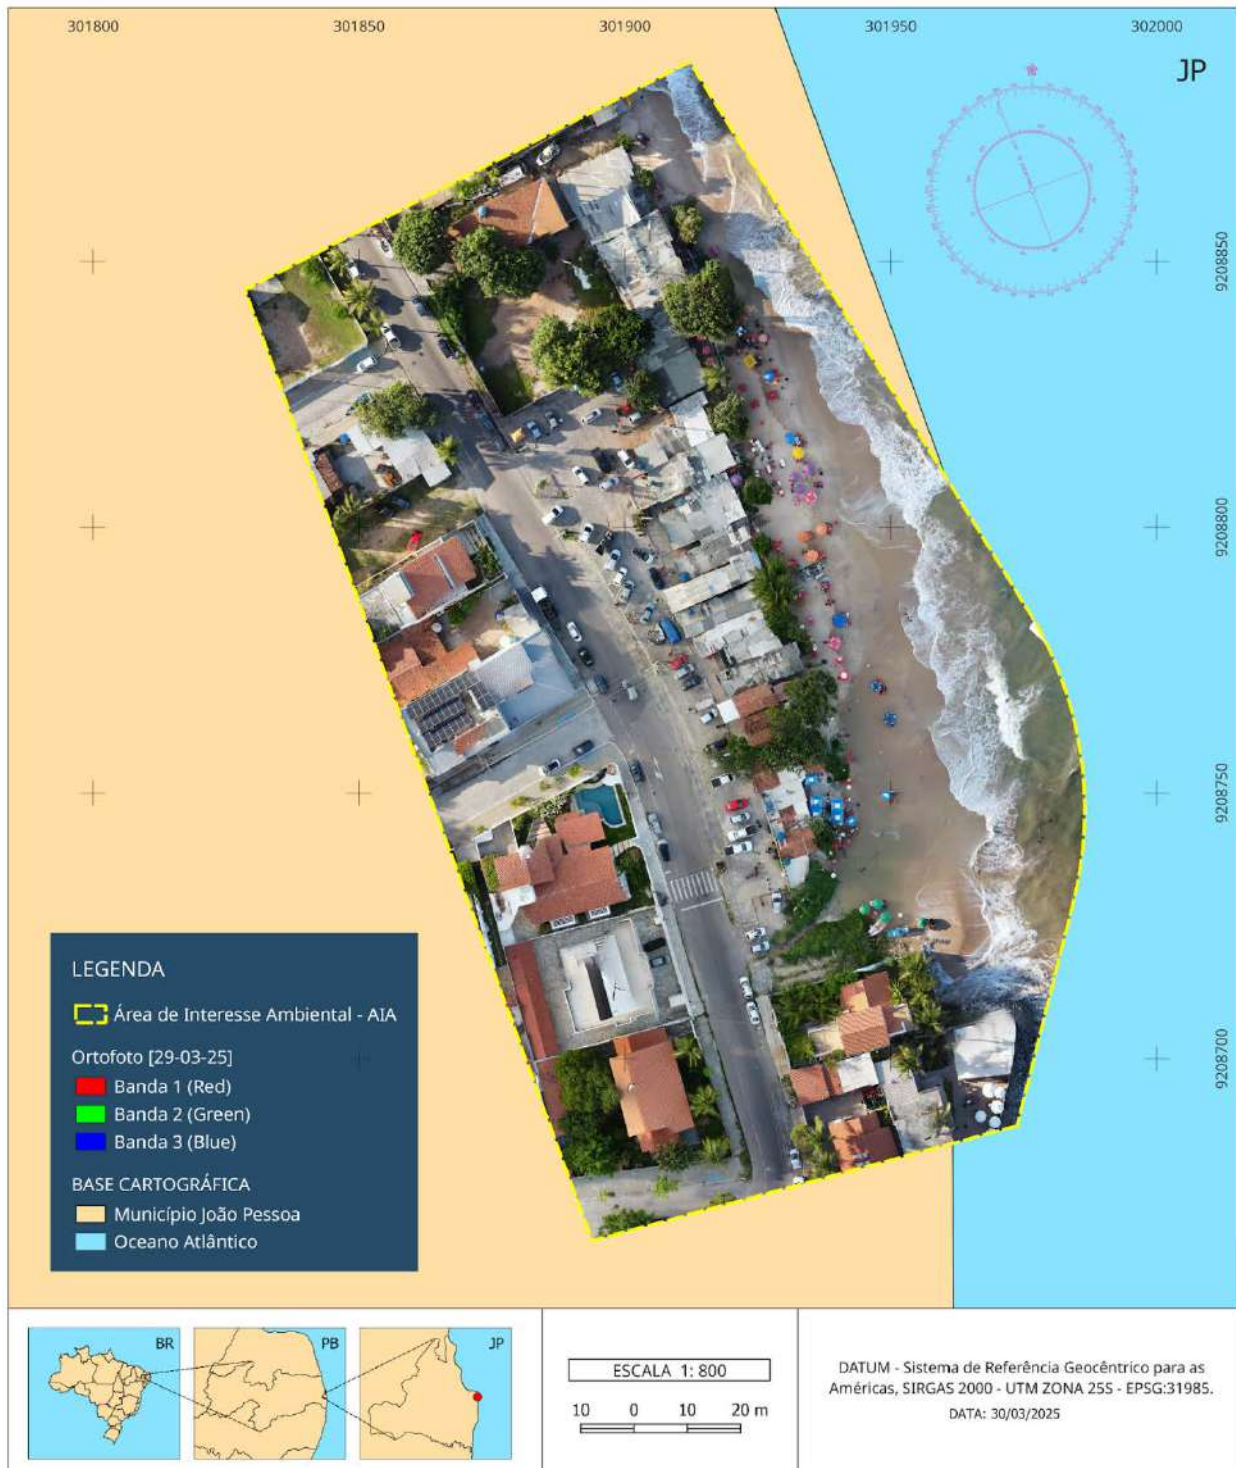 301800 301850 301900 301950 302000
JP
9208850
9208800
9208750
9208700
LEGENDA
Área de Interesse Ambiental - AIA
Ortofoto [29-03-25]
Banda 1 (Red)
Banda 2 (Green)
Banda 3 (Blue)
BASE CARTOGRÁFICA
Município João Pessoa
Oceano Atlântico
BR
PB
JP
ESCALA 1: 800
10 0 10 20 m
DATUM - Sistema de Referência Geocêntrico para as
Américas, SIRGAS 2000 - UTM ZONA 25S - EPSG:31985.
DATA: 30/03/2025